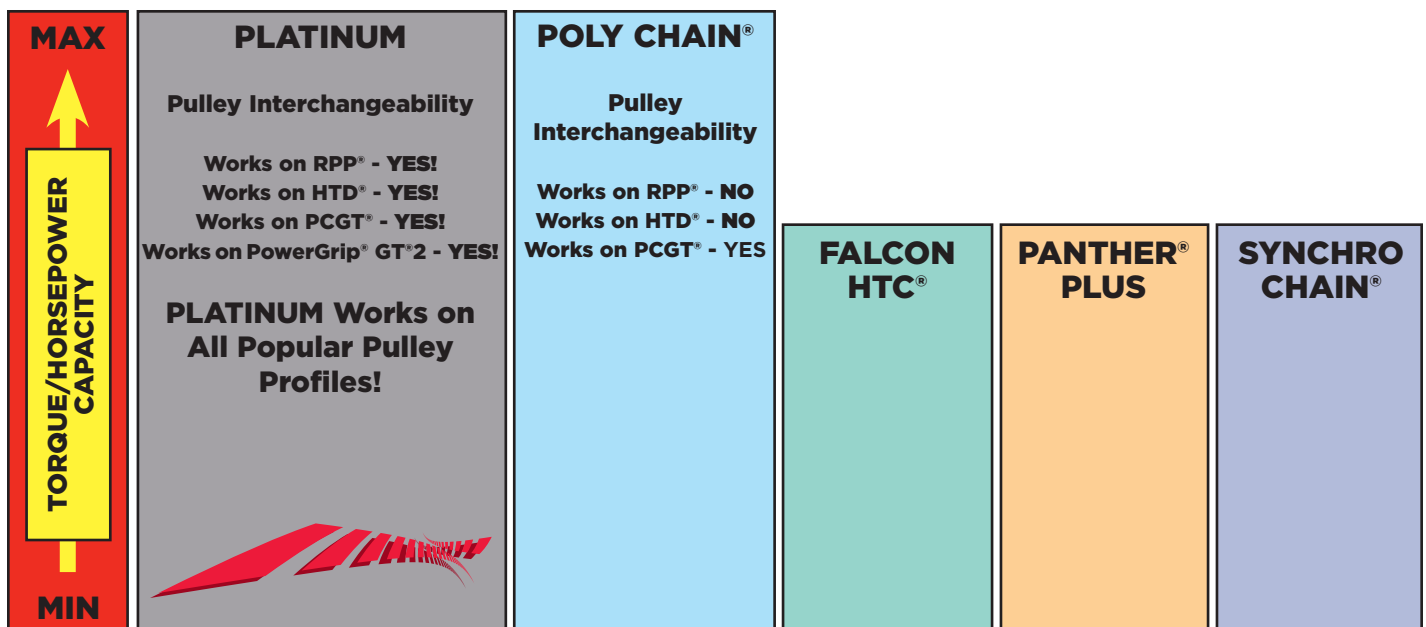 MAX
TORQUE/HORSEPOWER
CAPACITY
MIN
PLATINUM
Pulley Interchangeability
Works on RPP® - YES!
Works on HTD® - YES!
Works on PCGT® - YES!
Works on PowerGrip® GT®2 - YES!
PLATINUM Works on
All Popular Pulley
Profiles!
POLY CHAIN®
Pulley
Interchangeability
Works on RPP® - NO
Works on HTD® - NO
Works on PCGT® - YES
FALCON
HTC®
PANTHER®
PLUS
SYNCHRO
CHAIN®